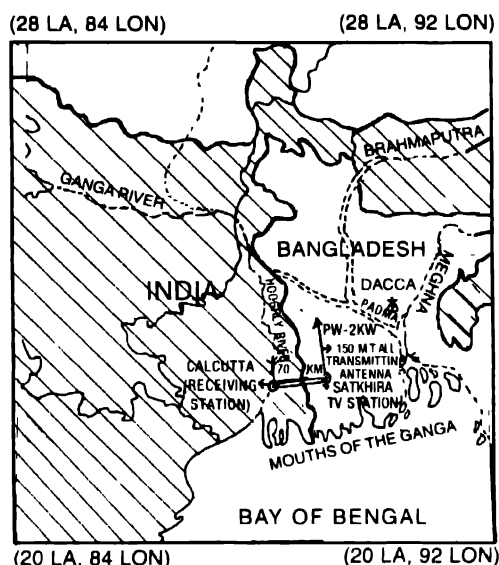 (28 LA, 84 LON)
(28 LA, 92 LON)
BRAHMAPUTRA
GANGA RIVER
BANGLADESH
MEGHNA
DACCA
INDIA
PADMA
HOOGHLY RIVER
PW-2KW
150 MT ALL
CALCUTTA
70 KM
TRANSMITTIN
(RECEIVING
ANTENNA
STATION)
SATKHIRA
TV STATION
MOUTHS OF THE GANGA
BAY OF BENGAL
(20 LA, 84 LON)
(20 LA, 92 LON)